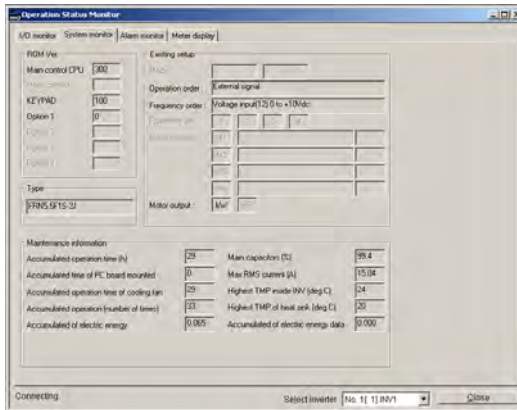 Operation Status Monitor
I/O monitor System monitor Alarm monitor Meter display
ROM Ver.
Main control CPU 300
KEYPAD 100
Option 1 0
Type
FRN5.5F1S-2J
Existing setup
Operation order : External signal
Frequency order : Voltage input(12) 0 to +10Vdc
Motor output : kW
Maintenance information
Accumulated operation time (h) 29
Accumulated time of PC board mounted 0
Accumulated operation time of cooling fan 29
Accumulated operation (number of times) 33
Accumulated of electric energy 0.065
Main capacitors (%) 99.4
Max RMS current (A) 15.04
Highest TMP inside INV (deg C) 24
Highest TMP of heat sink (deg C) 20
Accumulated of electric energy data 0.000
Connecting.
Select inverter No. 1[ 1] INV1
Close